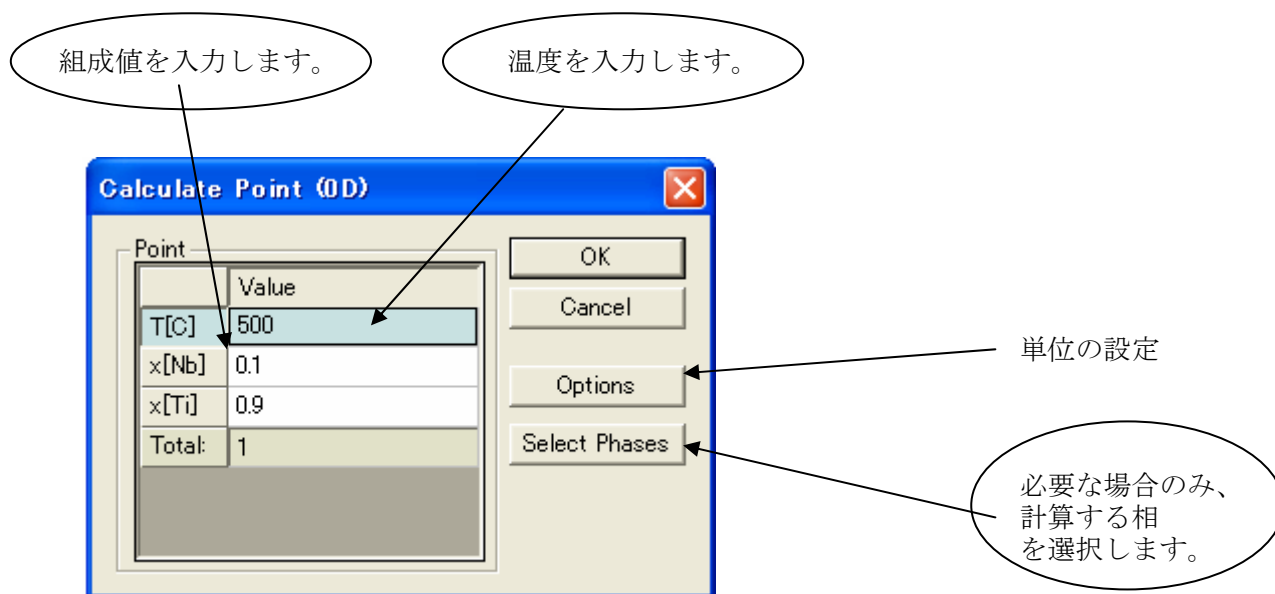 組成値を入力します。
温度を入力します。
Calculate Point (0D)
Point
Value
T[C] 500
x[Nb] 0.1
x[Ti] 0.9
Total: 1
OK
Cancel
Options
Select Phases
単位の設定
必要な場合のみ、
計算する相
を選択します。